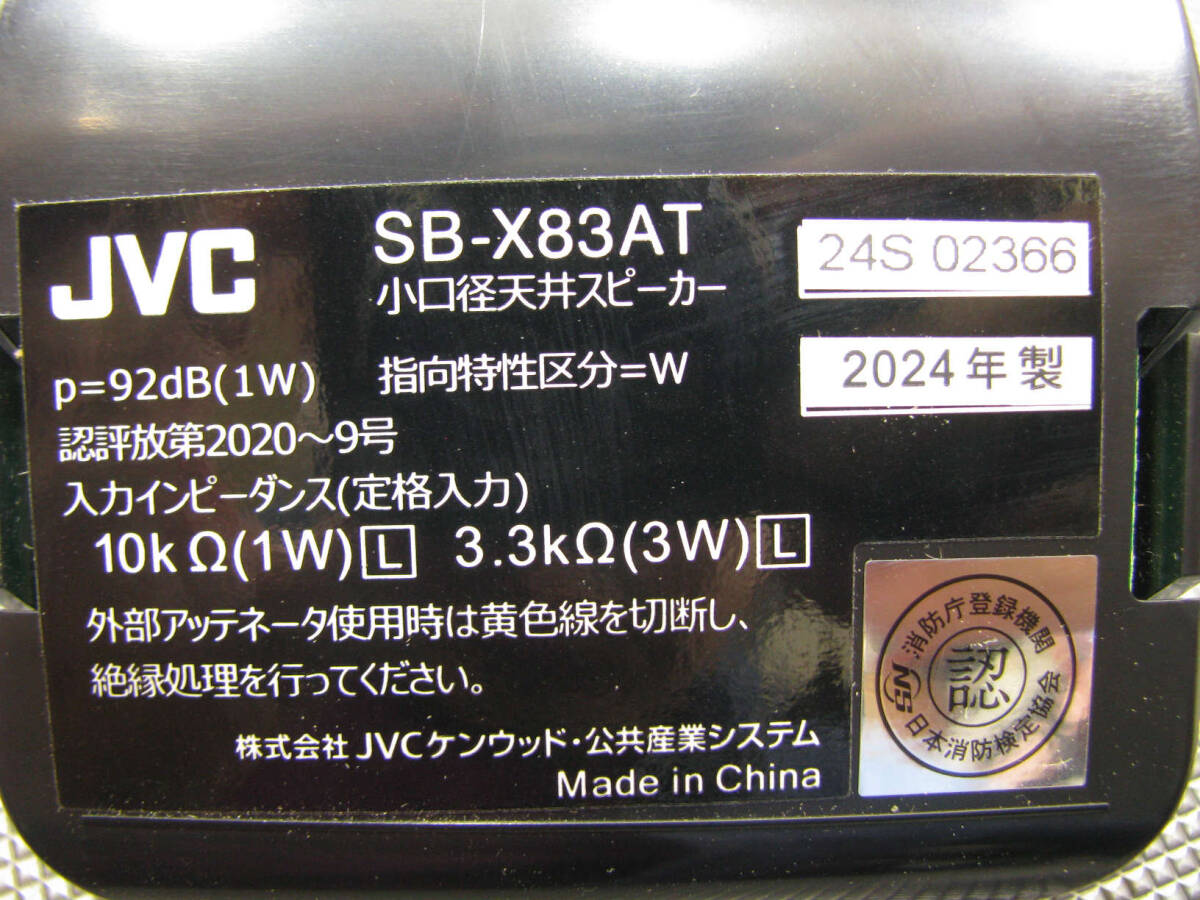 JVC
SB-X83AT
小口径天井スピーカー
24S 02366
2024年 製
p=92dB(1W)
指向特性区分=W
認評放第2020～9号
入力インピーダンス(定格入力)
10kΩ(1W)L 3.3kΩ(3W)L
外部アッテネータ使用時は黄色線を切断し、
絶縁処理を行ってください。
株式会社 JVCケンウッド・公共産業システム
Made in China
消防庁登録機関
認
NS
日本消防検定協会